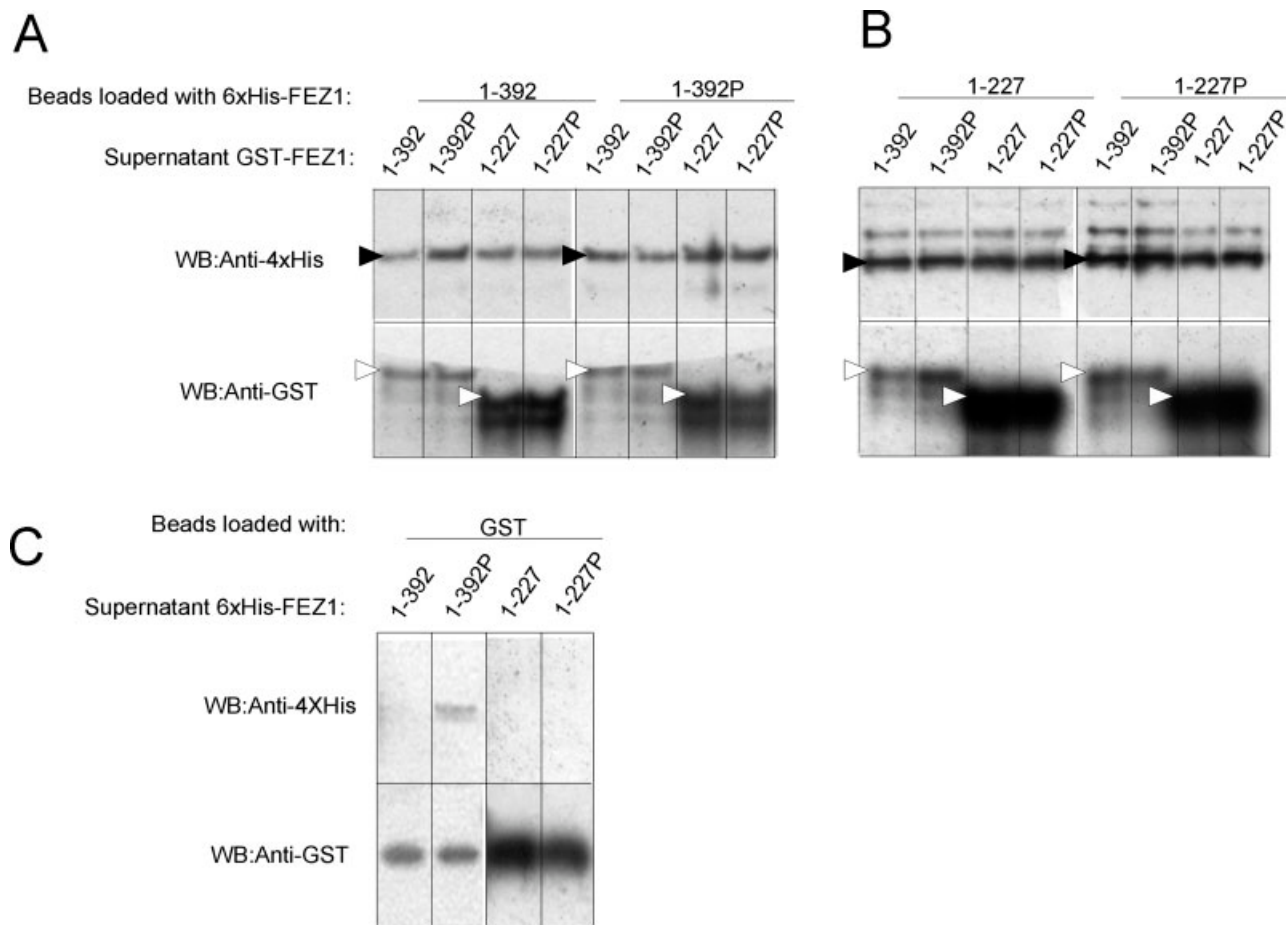 A
B
Beads loaded with 6xHis-FEZ1:
1-392
1-392P
1-227
1-227P
Supernatant GST-FEZ1:
1-392
1-392P
1-227
1-227P
1-392
1-392P
1-227
1-227P
1-392
1-392P
1-227
1-227P
1-392
1-392P
1-227
1-227P
WB:Anti-4xHis
WB:Anti-GST
C
Beads loaded with:
GST
Supernatant 6xHis-FEZ1:
1-392
1-392P
1-227
1-227P
WB:Anti-4XHis
WB:Anti-GST